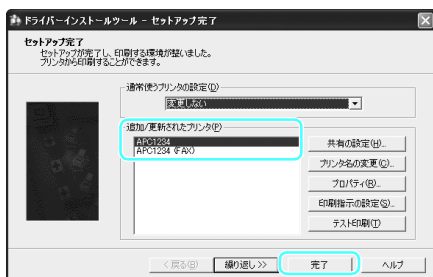 ドライバーインストールツール - セットアップ完了
セットアップ完了
セットアップが完了し、印刷する環境が整いました。
プリンタから印刷することができます。
通常使うプリンタの設定(D)
変更しない
追加/更新されたプリンタ(P)
APC1234
APC1234 (FAX)
共有の設定(H)...
プリンタ名の変更(C)...
プロパティ(R)...
印刷指示の設定(S)...
テスト印刷(T)
< 戻る(B)
繰り返し >>
完了
ヘルプ